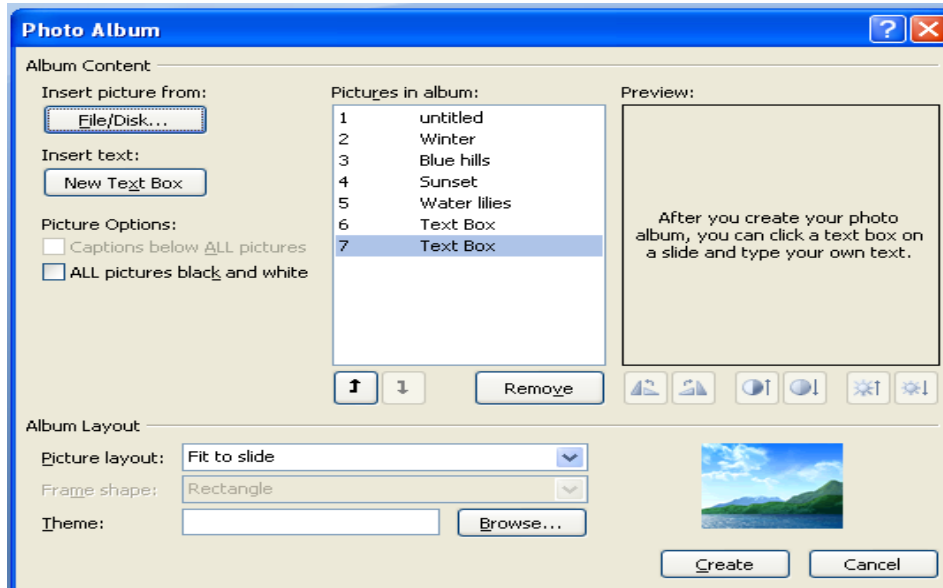 Photo Album
Album Content
Insert picture from:
File/Disk...
Insert text:
New Text Box
Picture Options:
Captions below ALL pictures
ALL pictures black and white
Pictures in album:
1 untitled
2 Winter
3 Blue hills
4 Sunset
5 Water lilies
6 Text Box
7 Text Box
Remove
Preview:
After you create your photo
album, you can click a text box on
a slide and type your own text.
Album Layout
Picture layout: Fit to slide
Frame shape: Rectangle
Theme: Browse...
Create Cancel